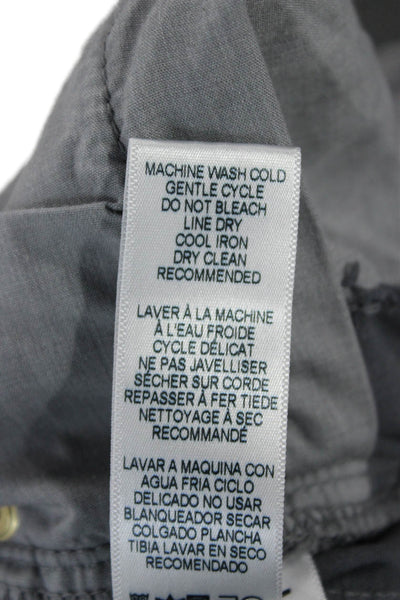 MACHINE WASH COLD
GENTLE CYCLE
DO NOT BLEACH
LINE DRY
COOL IRON
DRY CLEAN
RECOMMENDED
LAVER À LA MACHINE
À L'EAU FROIDE
CYCLE DÉLICAT
NE PAS JAVELLISER
SÉCHER SUR CORDE
REPASSER À FER TIEDE
NETTOYAGE À SEC
RECOMMANDÉ
LAVAR A MAQUINA CON
AGUA FRIA CICLO
DELICADO NO USAR
BLANQUEADOR SECAR
COLGADO PLANCHA
TIBIA LAVAR EN SECO
RECOMENDADO